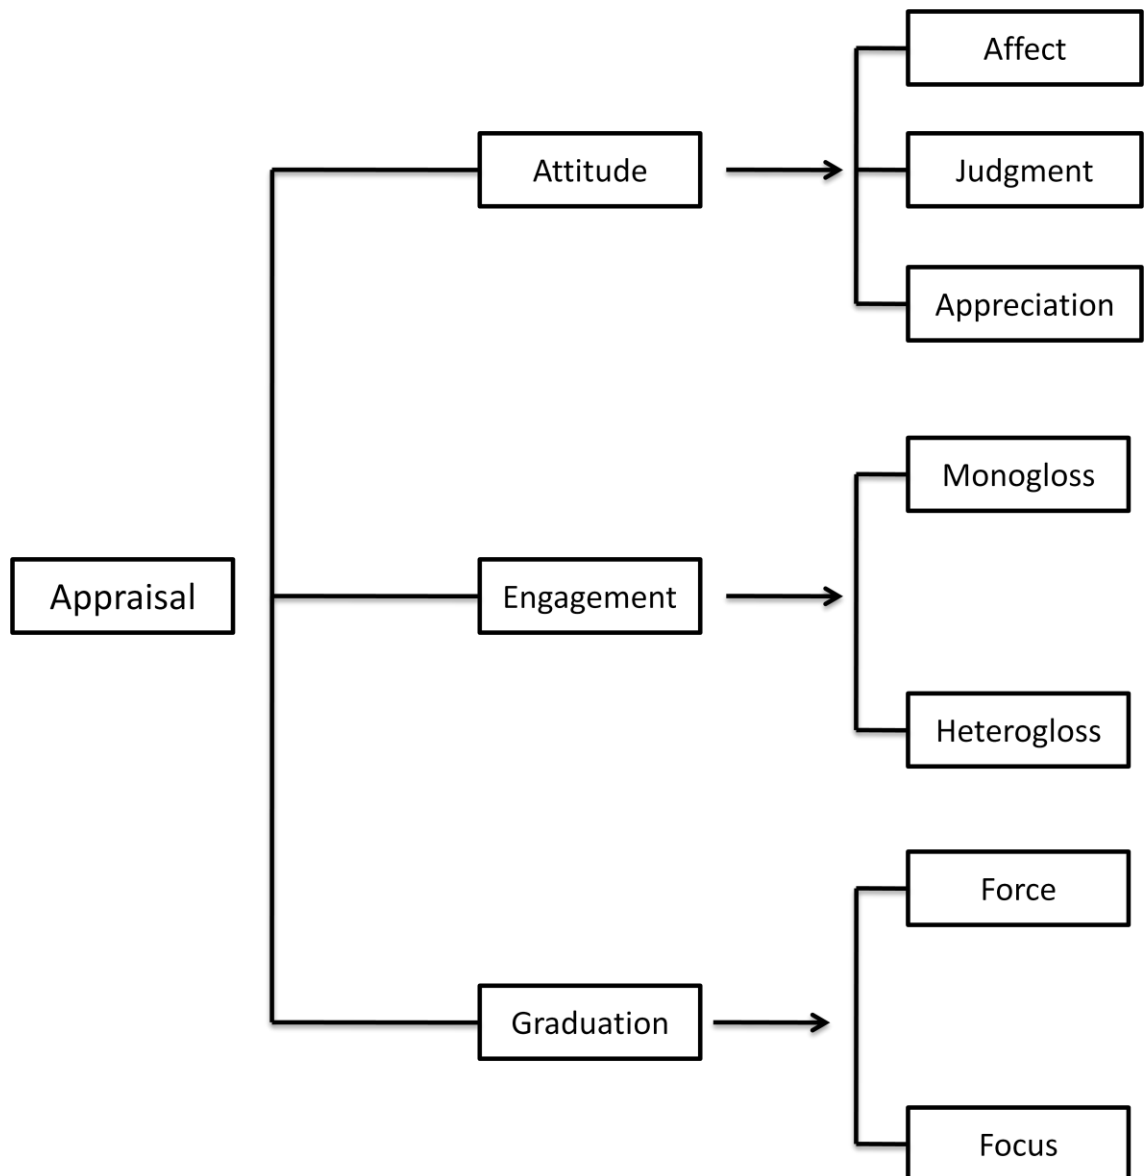 Affect
Attitude
Judgment
Appreciation
Monogloss
Appraisal
Engagement
Heterogloss
Force
Graduation
Focus